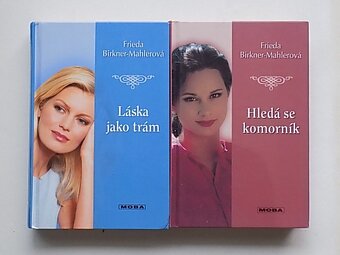 Frieda
Birkner-Mahlerová
Láska
jako trám
MOBA
Frieda
Birkner-Mahlerová
Hledá se
komorník
MOBA